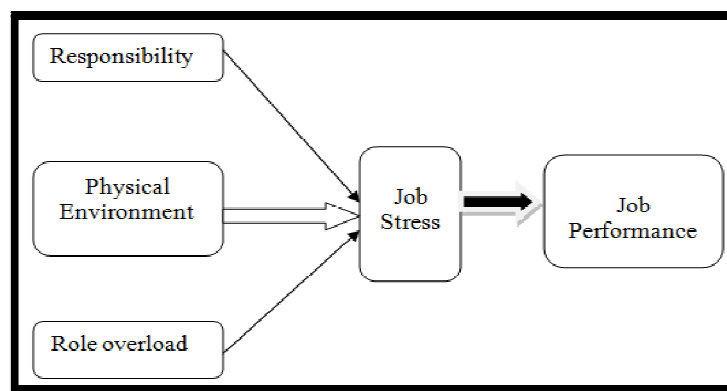 Responsibility
Physical
Environment
Role overload
Job
Stress
Job
Performance